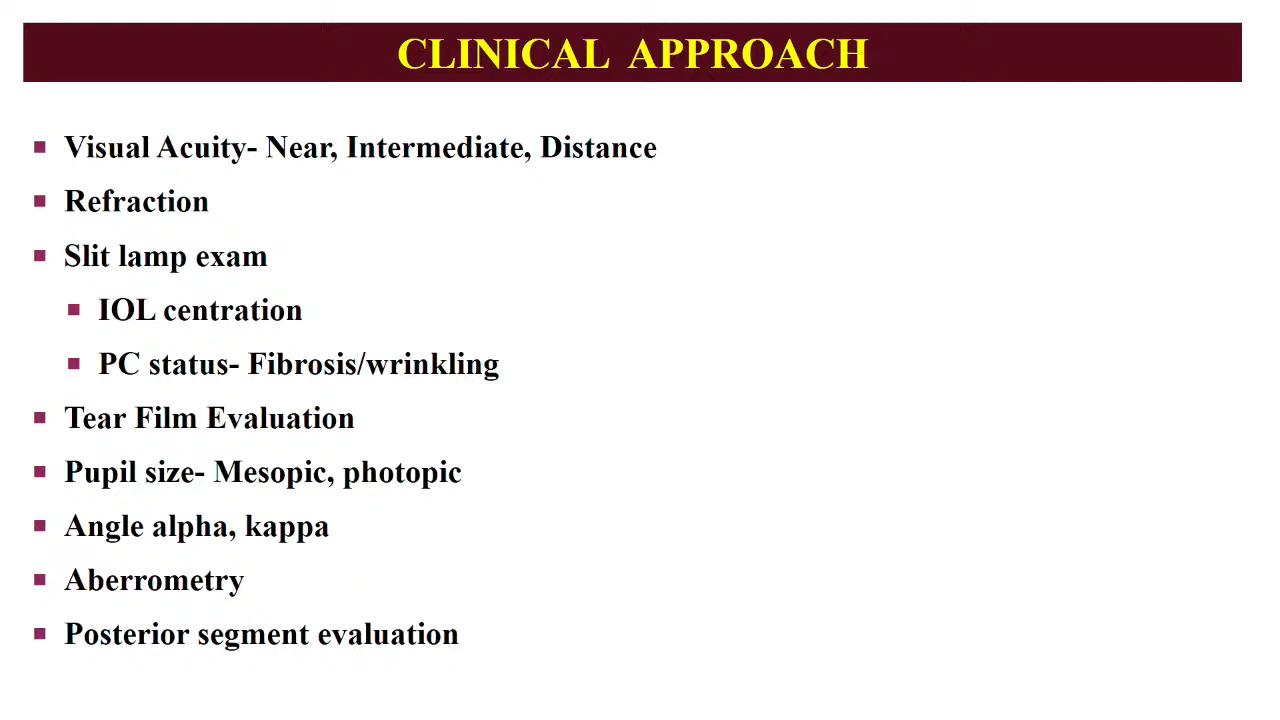 CLINICAL APPROACH
Visual Acuity- Near, Intermediate, Distance
Refraction
Slit lamp exam
IOL centration
PC status- Fibrosis/wrinkling
Tear Film Evaluation
Pupil size- Mesopic, photopic
Angle alpha, kappa
Aberrometry
Posterior segment evaluation